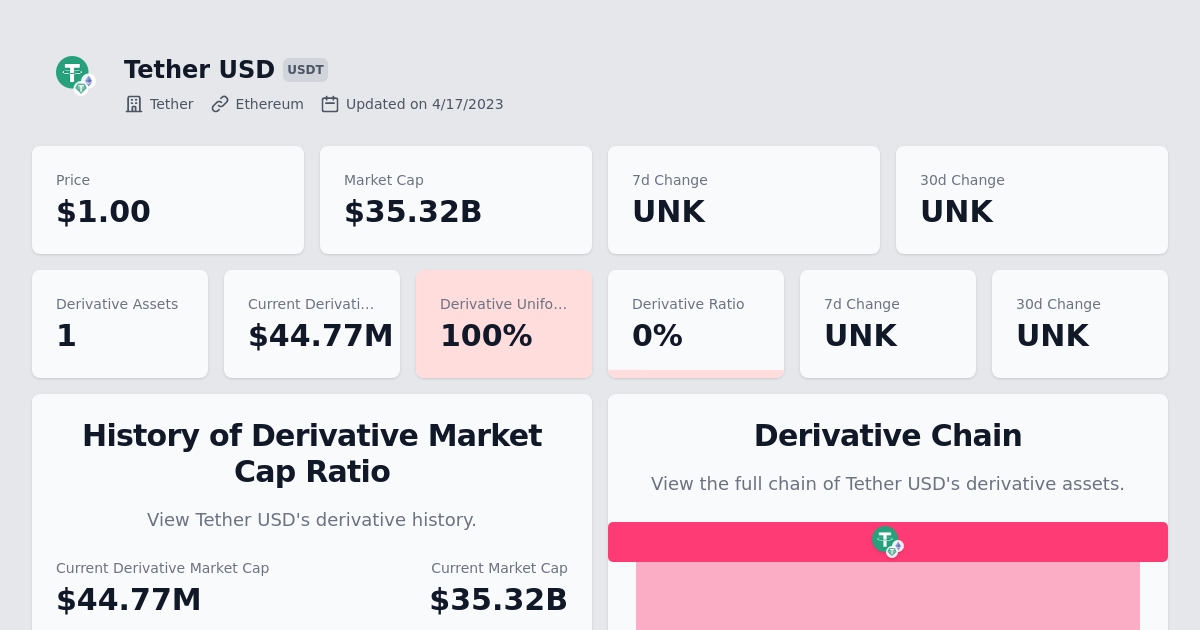 Tether USD USDT
Tether Ethereum Updated on 4/17/2023
Price
$1.00
Market Cap
$35.32B
7d Change
UNK
30d Change
UNK
Derivative Assets
1
Current Derivati...
$44.77M
Derivative Unifo...
100%
Derivative Ratio
0%
7d Change
UNK
30d Change
UNK
History of Derivative Market
Cap Ratio
View Tether USD's derivative history.
Current Derivative Market Cap
$44.77M
Current Market Cap
$35.32B
Derivative Chain
View the full chain of Tether USD's derivative assets.